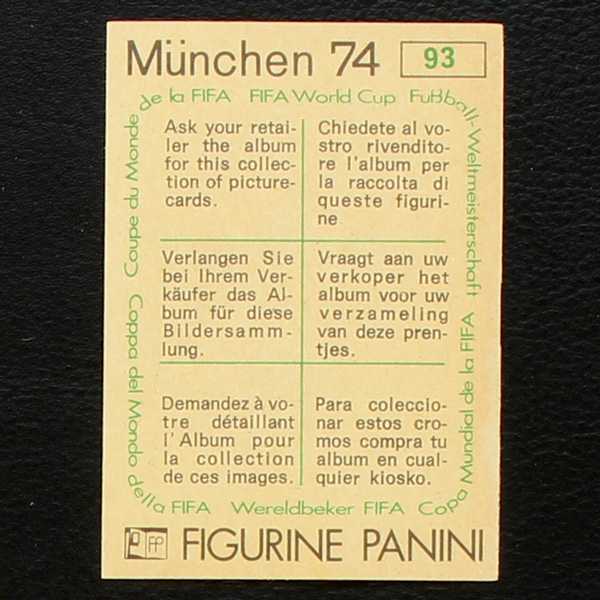 München 74 93
de la FIFA FIFA World Cup Fußball-Weltmeisterschaft
Ask your retai-
ler the album
for this collec-
tion of picture-
cards.
Chiedete al vo-
stro rivenditore
re l'album per
la raccolta di
queste figuri-
ne
Verlangen Sie
bei Ihrem Ver-
käufer das Al-
bum für diese
Bildersamm-
lung.
Vraagt aan uw
verkoper het
album voor uw
verzameling
van deze pren-
tjes.
Demandez à vo-
tre détaillant
l'Album pour
la collection
de ces images.
Para coleccio-
nar estos cro-
mos compra tu
album en cual-
quier kiosko.
Coupe du Monde
Coppa del Mondo della FIFA
Wereldbeker FIFA
Copa Mundial de la FIFA
FP FIGURINE PANINI